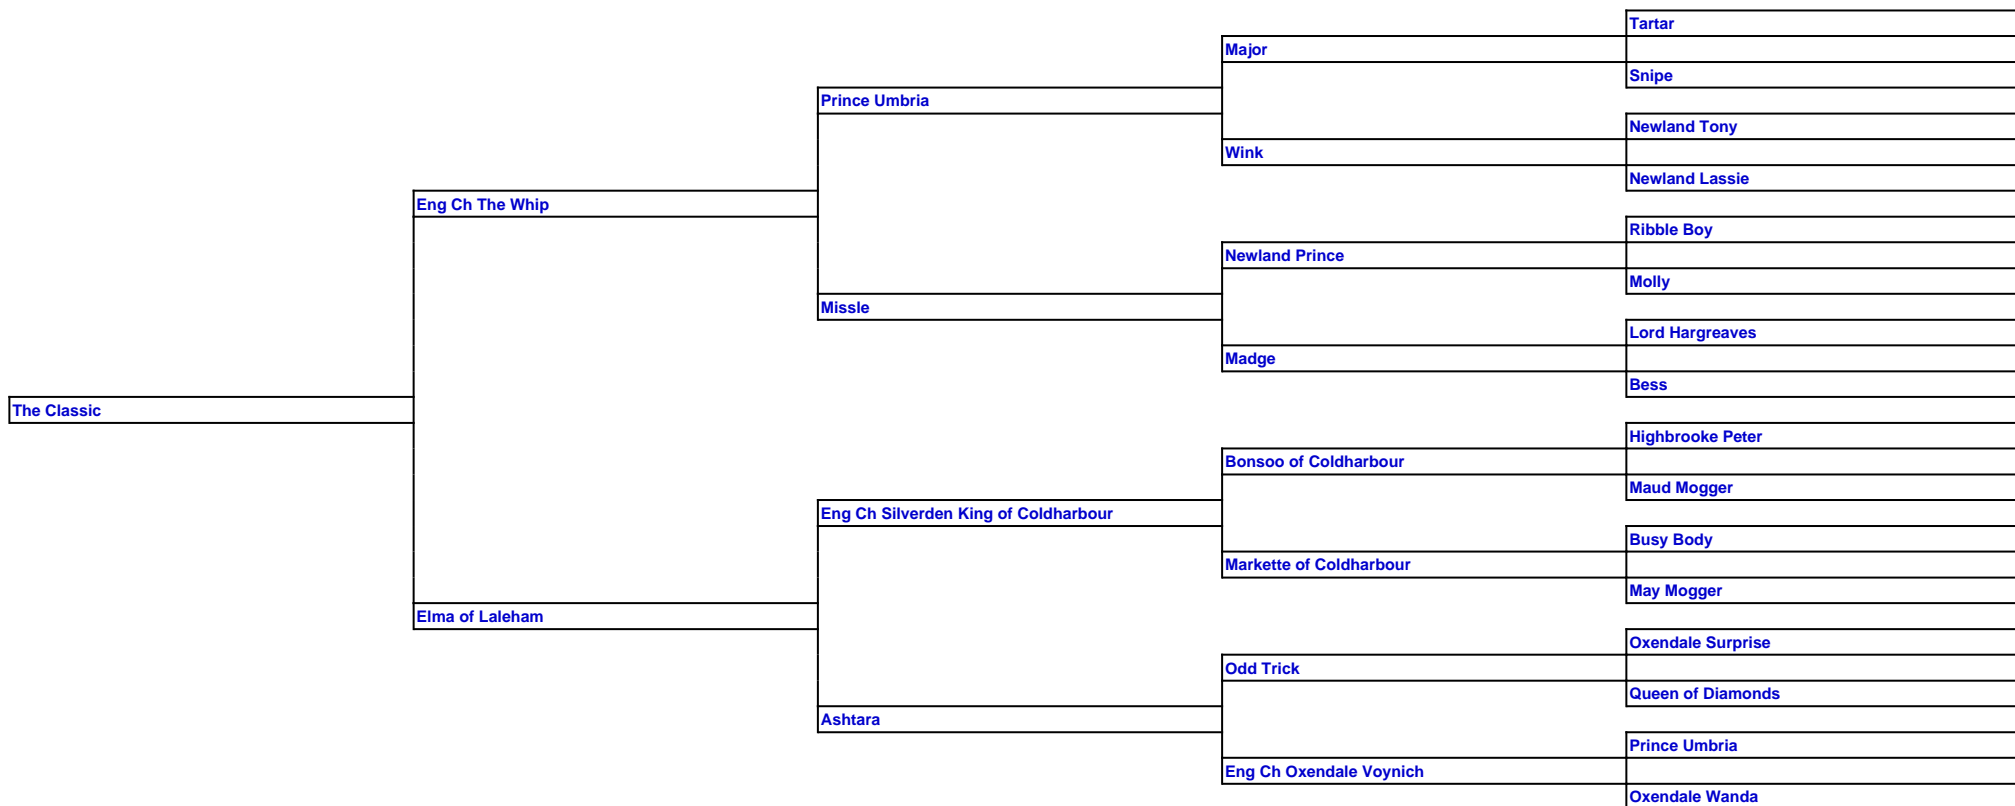 Tartar
Major
Snipe
Prince Umbria
Newland Tony
Wink
Newland Lassie
Eng Ch The Whip
Ribble Boy
Newland Prince
Molly
Missle
Lord Hargreaves
Madge
Bess
The Classic
Highbrooke Peter
Bonsoo of Coldharbour
Maud Mogger
Eng Ch Silverden King of Coldharbour
Busy Body
Markette of Coldharbour
May Mogger
Elma of Laleham
Oxendale Surprise
Odd Trick
Queen of Diamonds
Ashtara
Prince Umbria
Eng Ch Oxendale Voynich
Oxendale Wanda